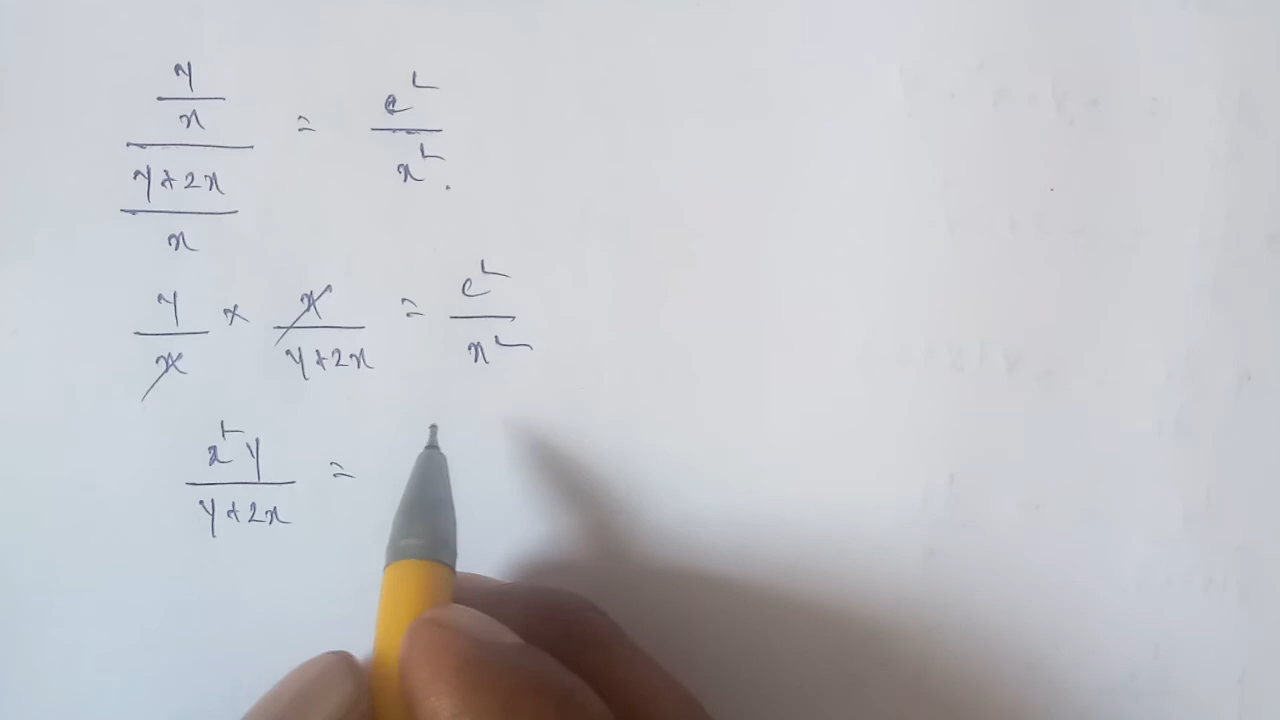 y/x / (y+2x)/x = c²/x².
y/x × x/(y+2x) = c²/x²
x²y/(y+2x) =